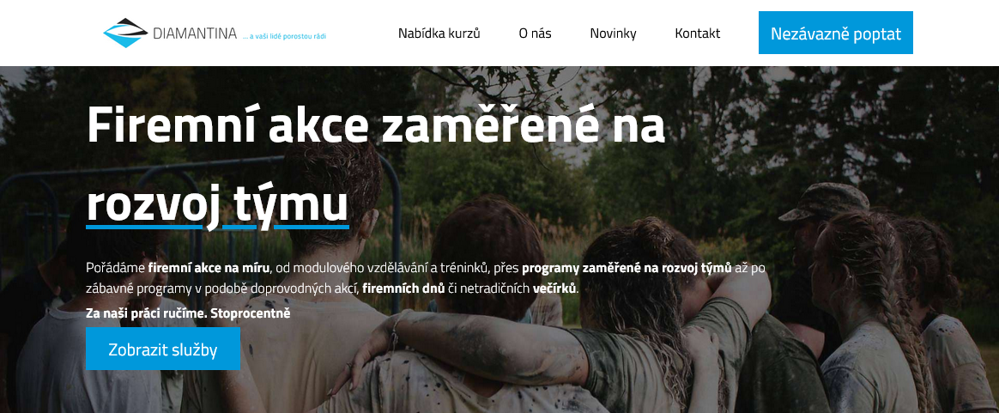 DIAMANTINA ... a vaši lidé porostou rádi
Nabídka kurzů
O nás
Novinky
Kontakt
Nezávazně poptat
Firemní akce zaměřené na
rozvoj týmu
Pořádáme firemní akce na míru, od modulového vzdělávání a tréninků, přes programy zaměřené na rozvoj týmů až po
zábavné programy v podobě doprovodných akcí, firemních dnů či netradičních večírků.
Za naši práci ručíme. Stoprocentně
Zobrazit služby